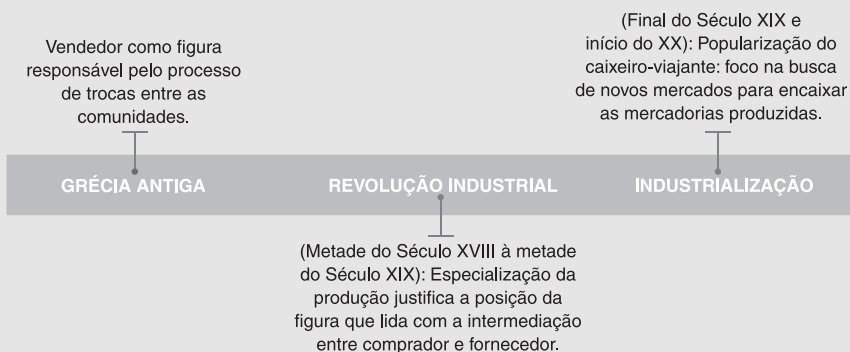 Vendedor como figura
responsável pelo processo
de trocas entre as
comunidades.
(Final do Século XIX e
início do XX): Popularização do
caixeiro-viajante: foco na busca
de novos mercados para encaixar
as mercadorias produzidas.
GRÉCIA ANTIGA
REVOLUÇÃO INDUSTRIAL
INDUSTRIALIZAÇÃO
(Metade do Século XVIII à metade
do Século XIX): Especialização da
produção justifica a posição da
figura que lida com a intermediação
entre comprador e fornecedor.